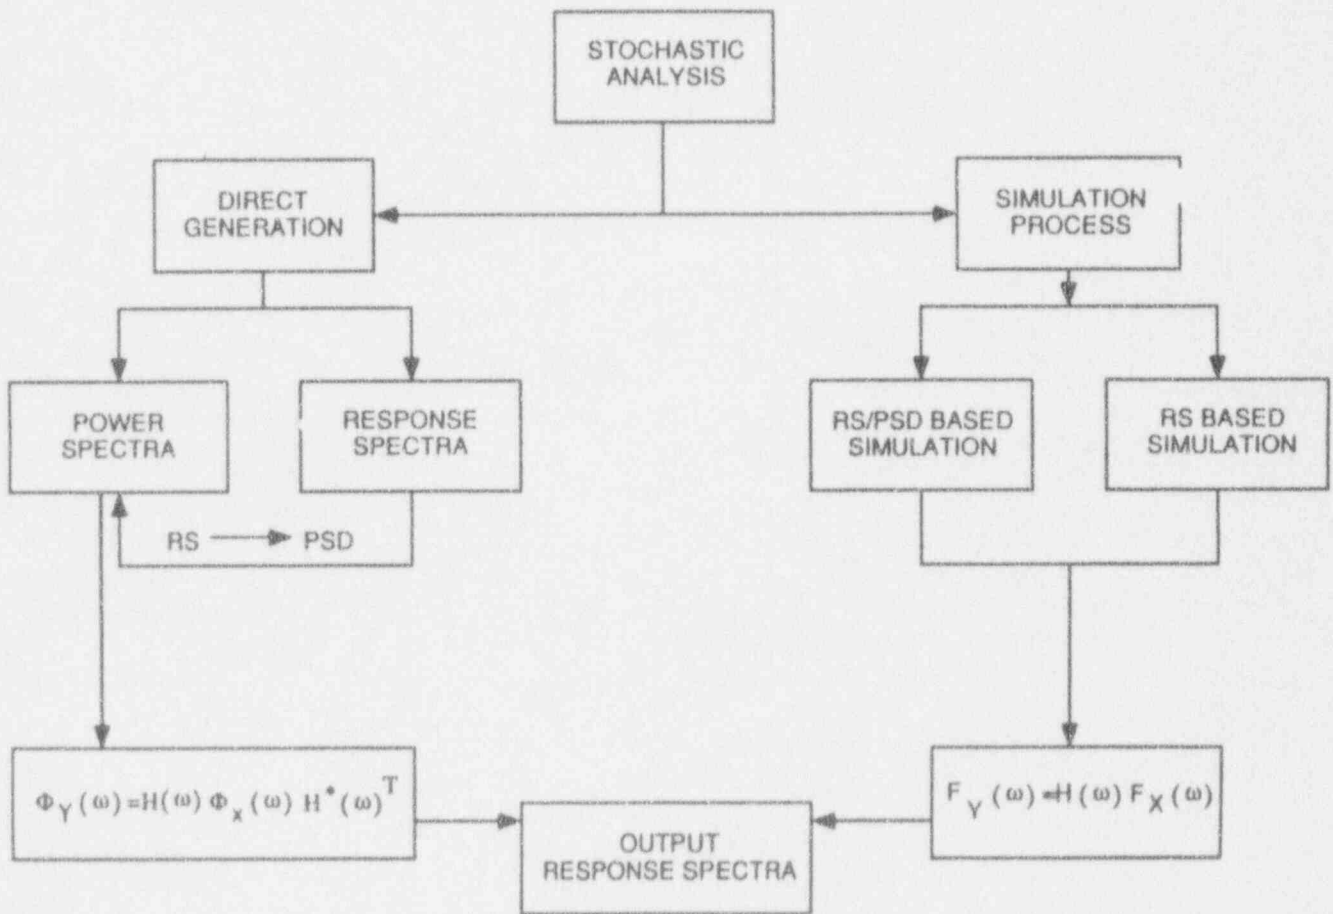 STOCHASTIC
ANALYSIS
DIRECT
GENERATION
SIMULATION
PROCESS
POWER
SPECTRA
RESPONSE
SPECTRA
RS/PSD BASED
SIMULATION
RS BASED
SIMULATION
RS → PSD
Φ_Y(ω)=H(ω) Φ_x(ω) H*(ω)^T
F_Y(ω)=H(ω) F_X(ω)
OUTPUT
RESPONSE SPECTRA